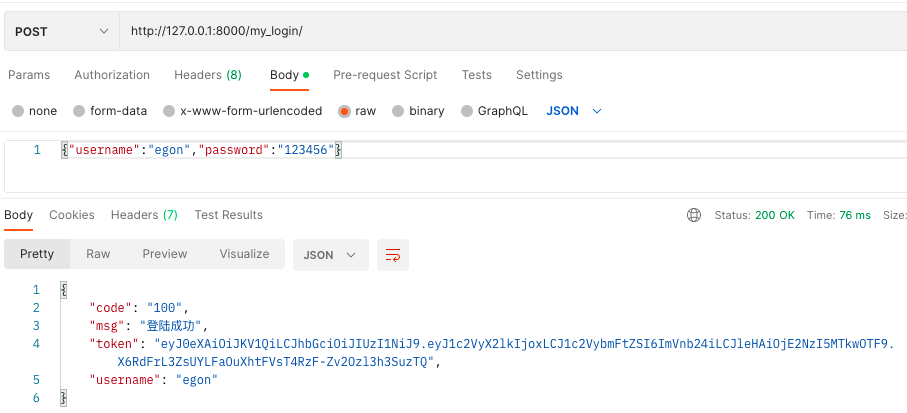 POST http://127.0.0.1:8000/my_login/
Params Authorization Headers (8) Body Pre-request Script Tests Settings
none form-data x-www-form-urlencoded raw binary GraphQL JSON
1 {"username":"egon","password":"123456"}
Body Cookies Headers (7) Test Results Status: 200 OK Time: 76 ms Size:
Pretty Raw Preview Visualize JSON
1 {
2 "code": "100",
3 "msg": "登陆成功",
4 "token": "eyJ0eXAiOiJKV1QiLCJhbGciOiJIUzI1NiJ9.eyJ1c2VyX2lkIjoxLCJ1c2VybmFtZSI6ImVnb24iLCJleHAiOjE2NzI5MTkwOTF9.
X6RdFrL3ZsUYLFaOuXhtFVsT4RzF-Zv2Ozl3h3SuzTQ",
5 "username": "egon"
6 }